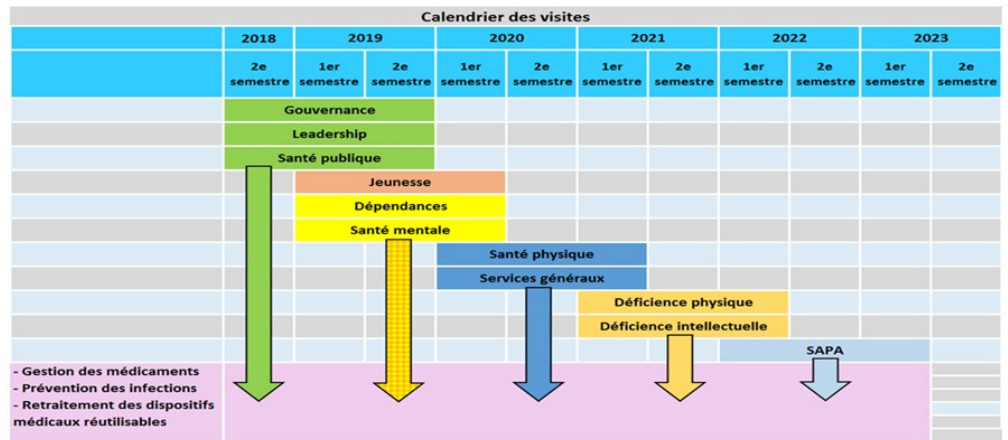 Calendrier des visites
2018 2019 2020 2021 2022 2023
2e semestre 1er semestre 2e semestre 1er semestre 2e semestre 1er semestre 2e semestre 1er semestre 2e semestre 1er semestre 2e semestre
Gouvernance
Leadership
Santé publique
Jeunesse
Dépendances
Santé mentale
Santé physique
Services généraux
Déficience physique
Déficience intellectuelle
SAPA
- Gestion des médicaments
- Prévention des infections
- Retraitement des dispositifs
médicaux réutilisables